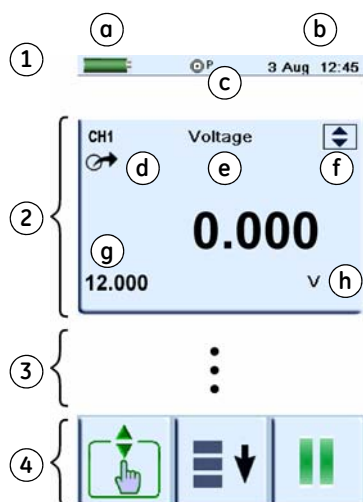 a b
1 P 3 Aug 12:45
c
CH1 Voltage
d e f
2 0.000
g
12.000 V h
3
4